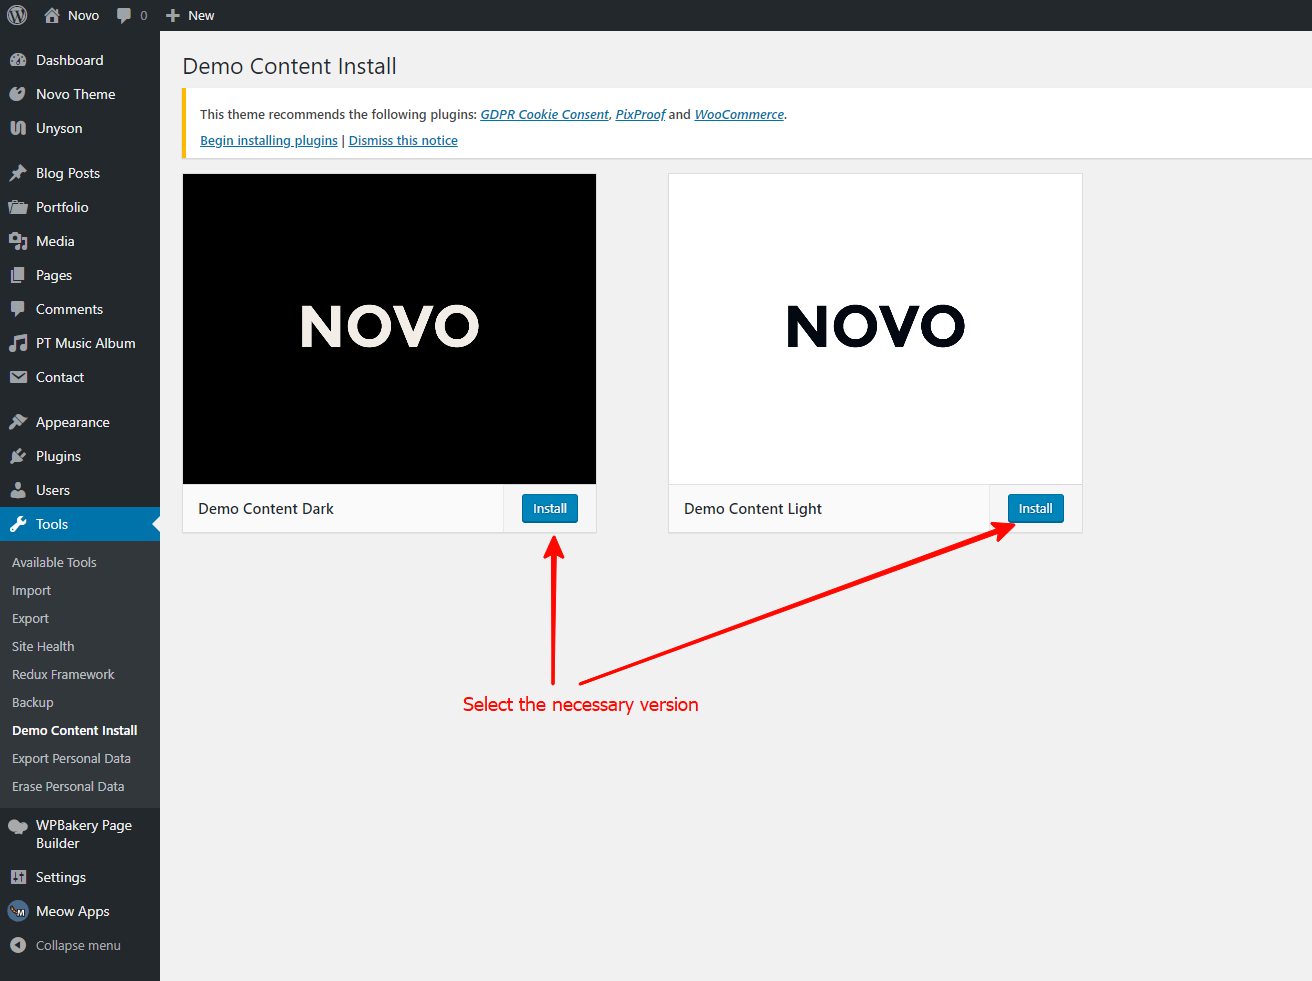 Novo
0
New
Dashboard
Novo Theme
Unyson
Blog Posts
Portfolio
Media
Pages
Comments
PT Music Album
Contact
Appearance
Plugins
Users
Tools
Available Tools
Import
Export
Site Health
Redux Framework
Backup
Demo Content Install
Export Personal Data
Erase Personal Data
WPBakery Page
Builder
Settings
M
Meow Apps
Collapse menu
Demo Content Install
This theme recommends the following plugins: GDPR Cookie Consent, PixProof and WooCommerce.
Begin installing plugins | Dismiss this notice
NOVO
Demo Content Dark
Install
NOVO
Demo Content Light
Install
Select the necessary version